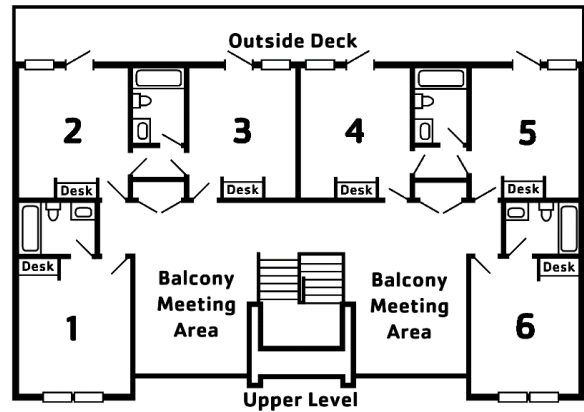 Outside Deck
2
3
4
5
Desk
Desk
Desk
Desk
Desk
Desk
Balcony
Meeting
Area
Balcony
Meeting
Area
1
6
Upper Level